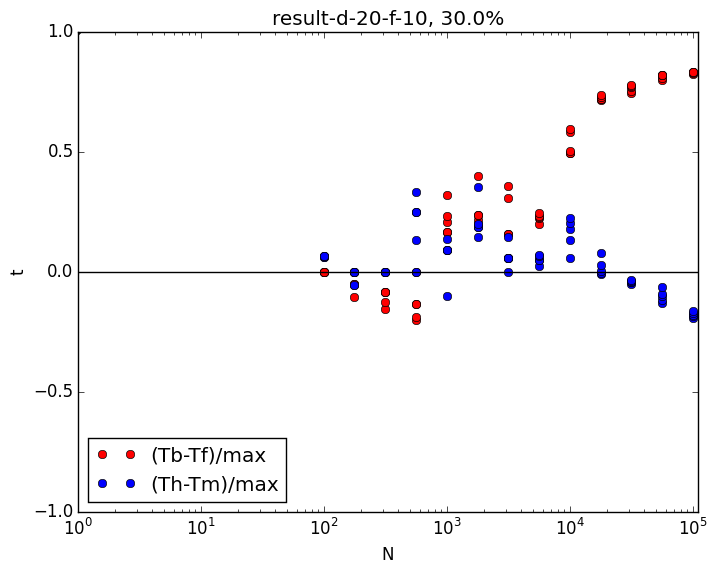 result-d-20-f-10, 30.0%
1.0
0.5
0.0
−0.5
−1.0
t
(Tb-Tf)/max
(Th-Tm)/max
10^0 10^1 10^2 10^3 10^4 10^5
N